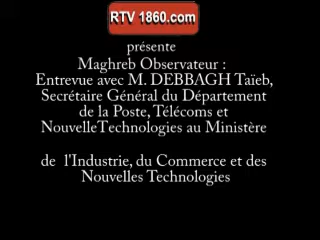 RTV 1860.com
présente
Maghreb Observateur :
Entrevue avec M. DEBBAGH Taïeb,
Secrétaire Général du Département
de la Poste, Télécoms et
NouvelleTechnologies au Ministère
de l'Industrie, du Commerce et des
Nouvelles Technologies